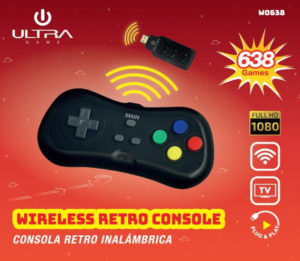 W0638
ULTRA
GAME
638
Games
MAIN
FULL HD
1080
TV
PLUG & PLAY
WIRELESS RETRO CONSOLE
CONSOLA RETRO INALÁMBRICA